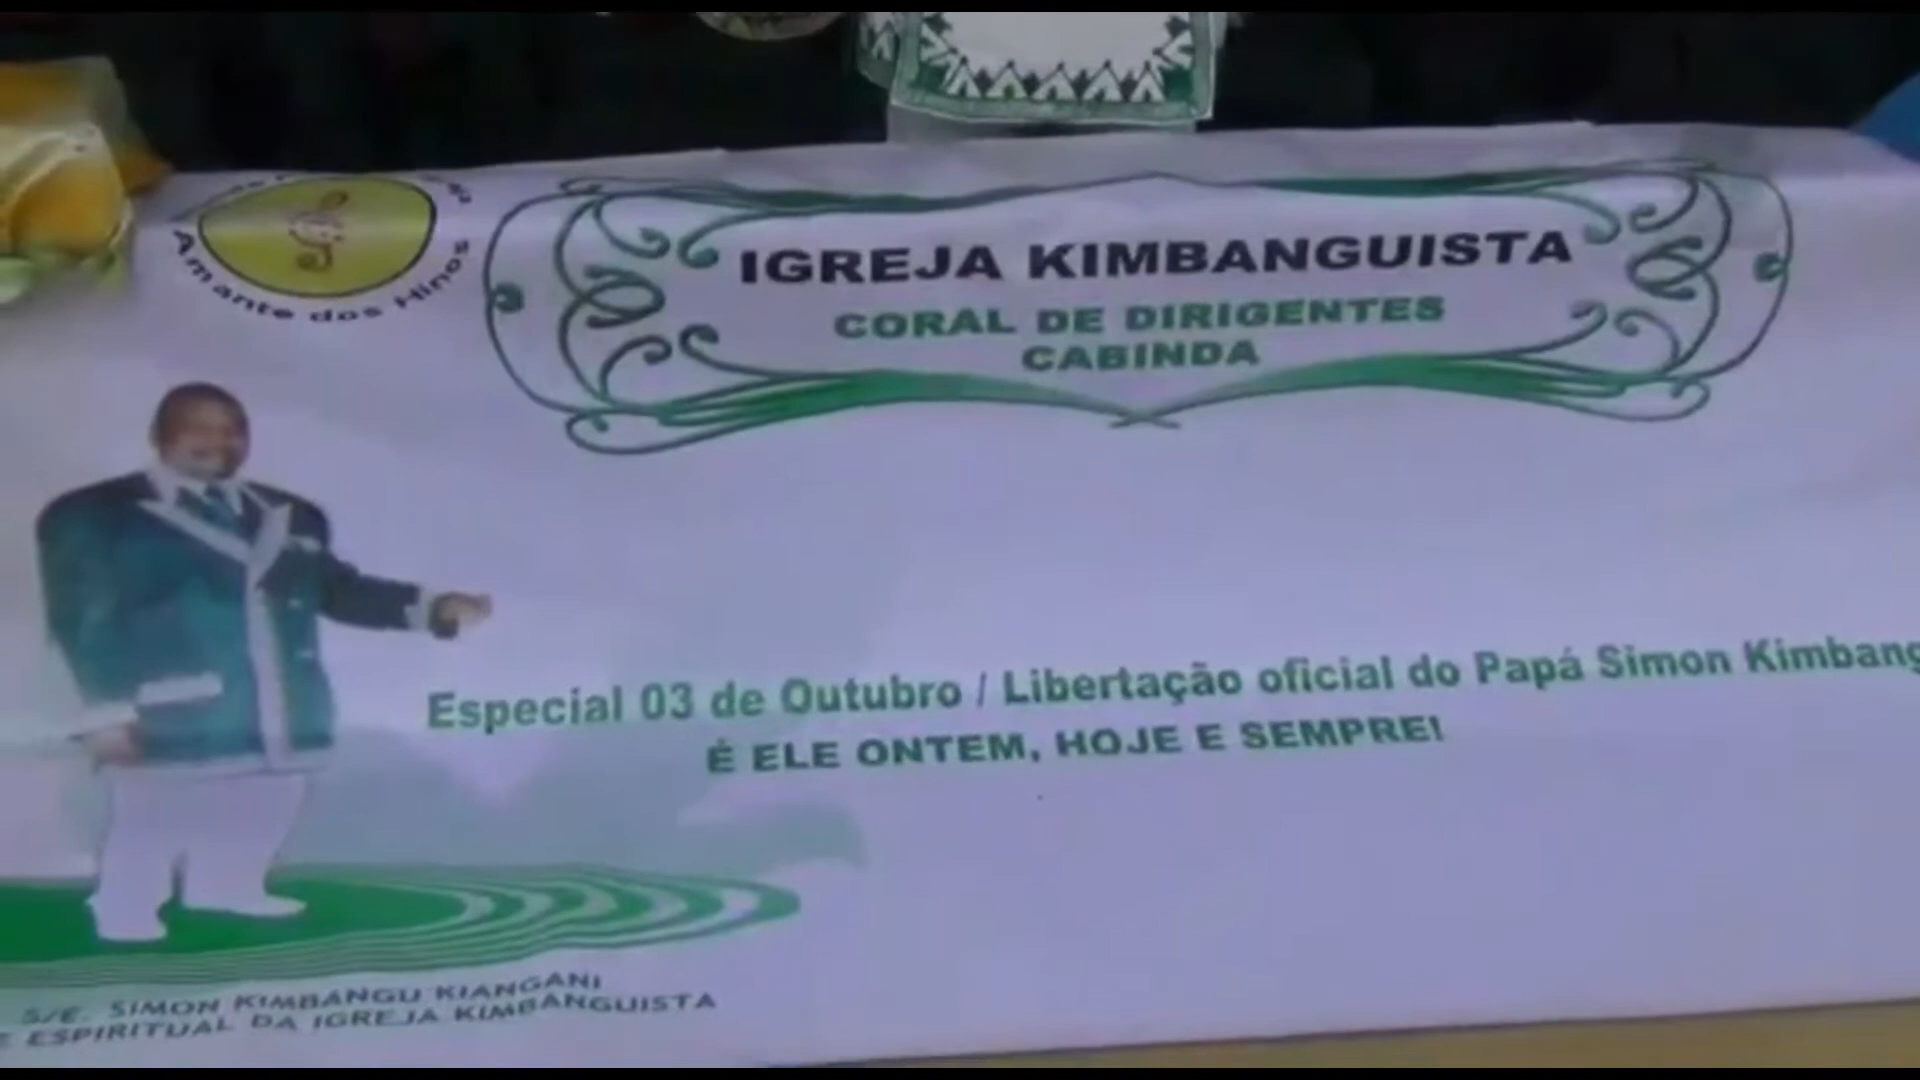 Amante dos Hinos
IGREJA KIMBANGUISTA
CORAL DE DIRIGENTES
CABINDA
Especial 03 de Outubro / Libertação oficial do Papá Simon Kimbang
É ELE ONTEM, HOJE E SEMPRE!
S/E. SIMON KIMBANGU KIANGANI
E ESPIRITUAL DA IGREJA KIMBANGUISTA